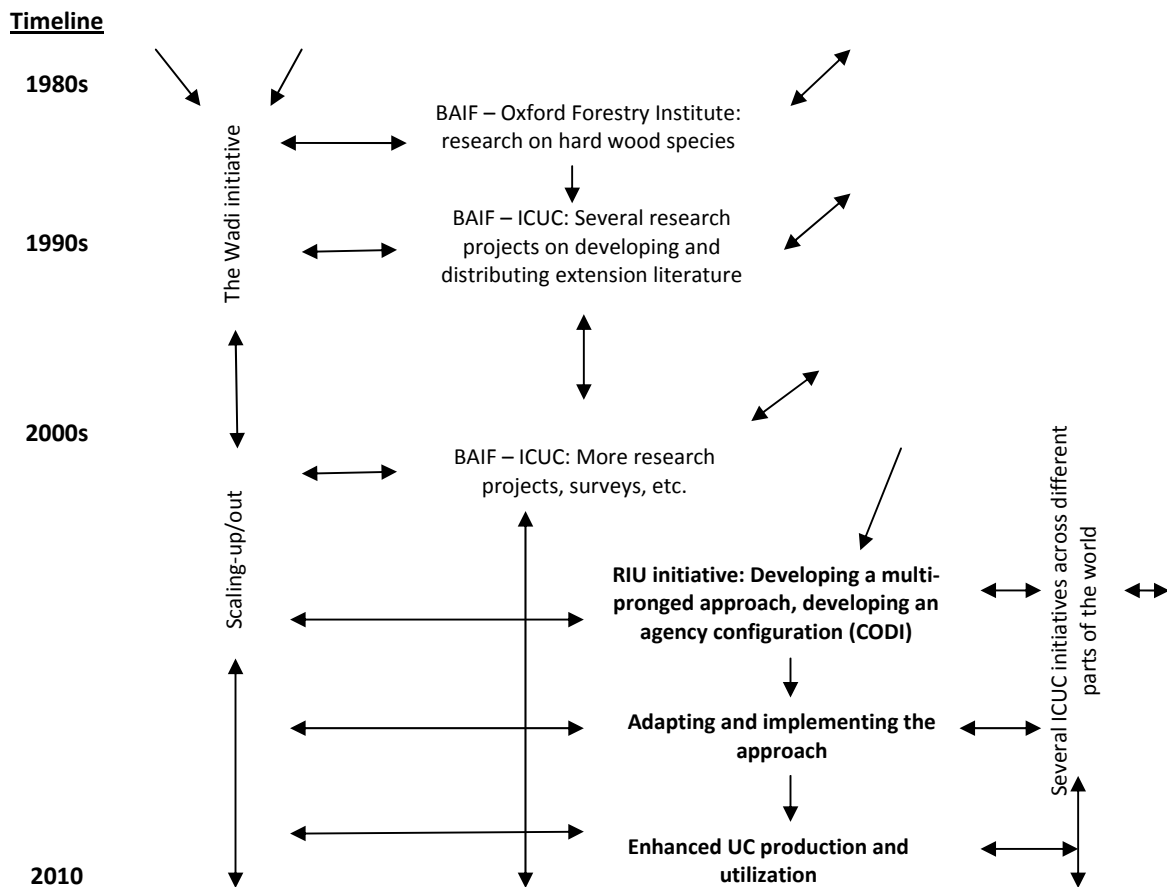 Timeline
1980s
BAIF – Oxford Forestry Institute:
research on hard wood species
The Wadi initiative
1990s
BAIF – ICUC: Several research
projects on developing and
distributing extension literature
2000s
BAIF – ICUC: More research
projects, surveys, etc.
Scaling-up/out
RIU initiative: Developing a multi-
pronged approach, developing an
agency configuration (CODI)
Several ICUC initiatives across different
parts of the world
Adapting and implementing the
approach
Enhanced UC production and
utilization
2010